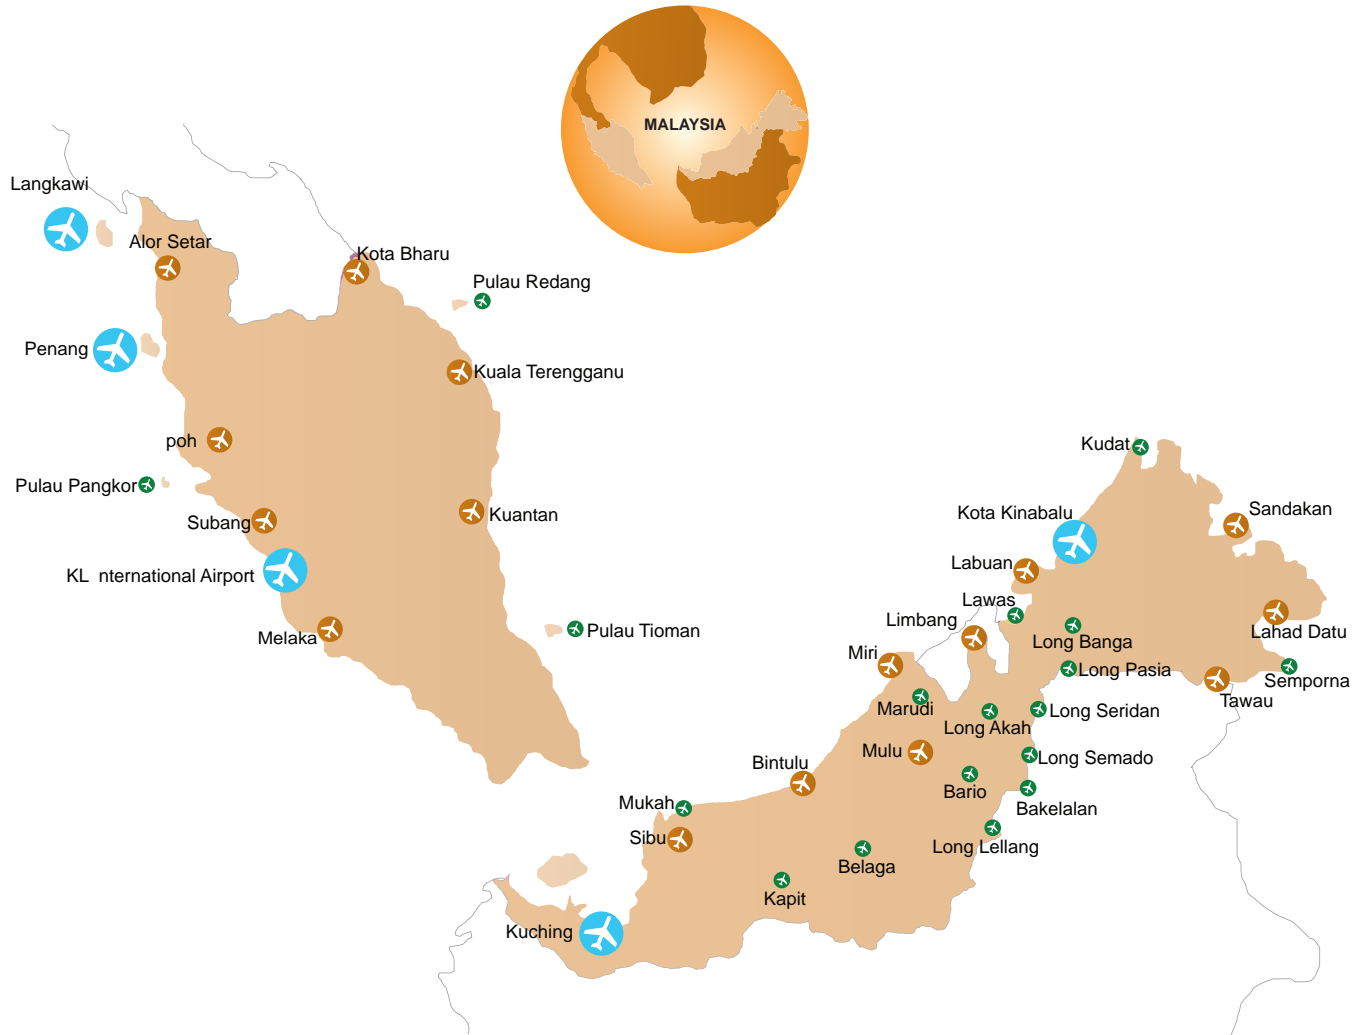 MALAYSIA
Langkawi
Alor Setar
Kota Bharu
Pulau Redang
Penang
Kuala Terengganu
poh
Pulau Pangkor
Subang
Kuantan
KL nternational Airport
Melaka
Pulau Tioman
Kudat
Kota Kinabalu
Sandakan
Labuan
Lawas
Limbang
Long Banga
Lahad Datu
Miri
Long Pasia
Semporna
Tawau
Marudi
Long Akah
Long Seridan
Mulu
Long Semado
Bintulu
Bario
Bakelalan
Mukah
Sibu
Long Lellang
Belaga
Kapit
Kuching